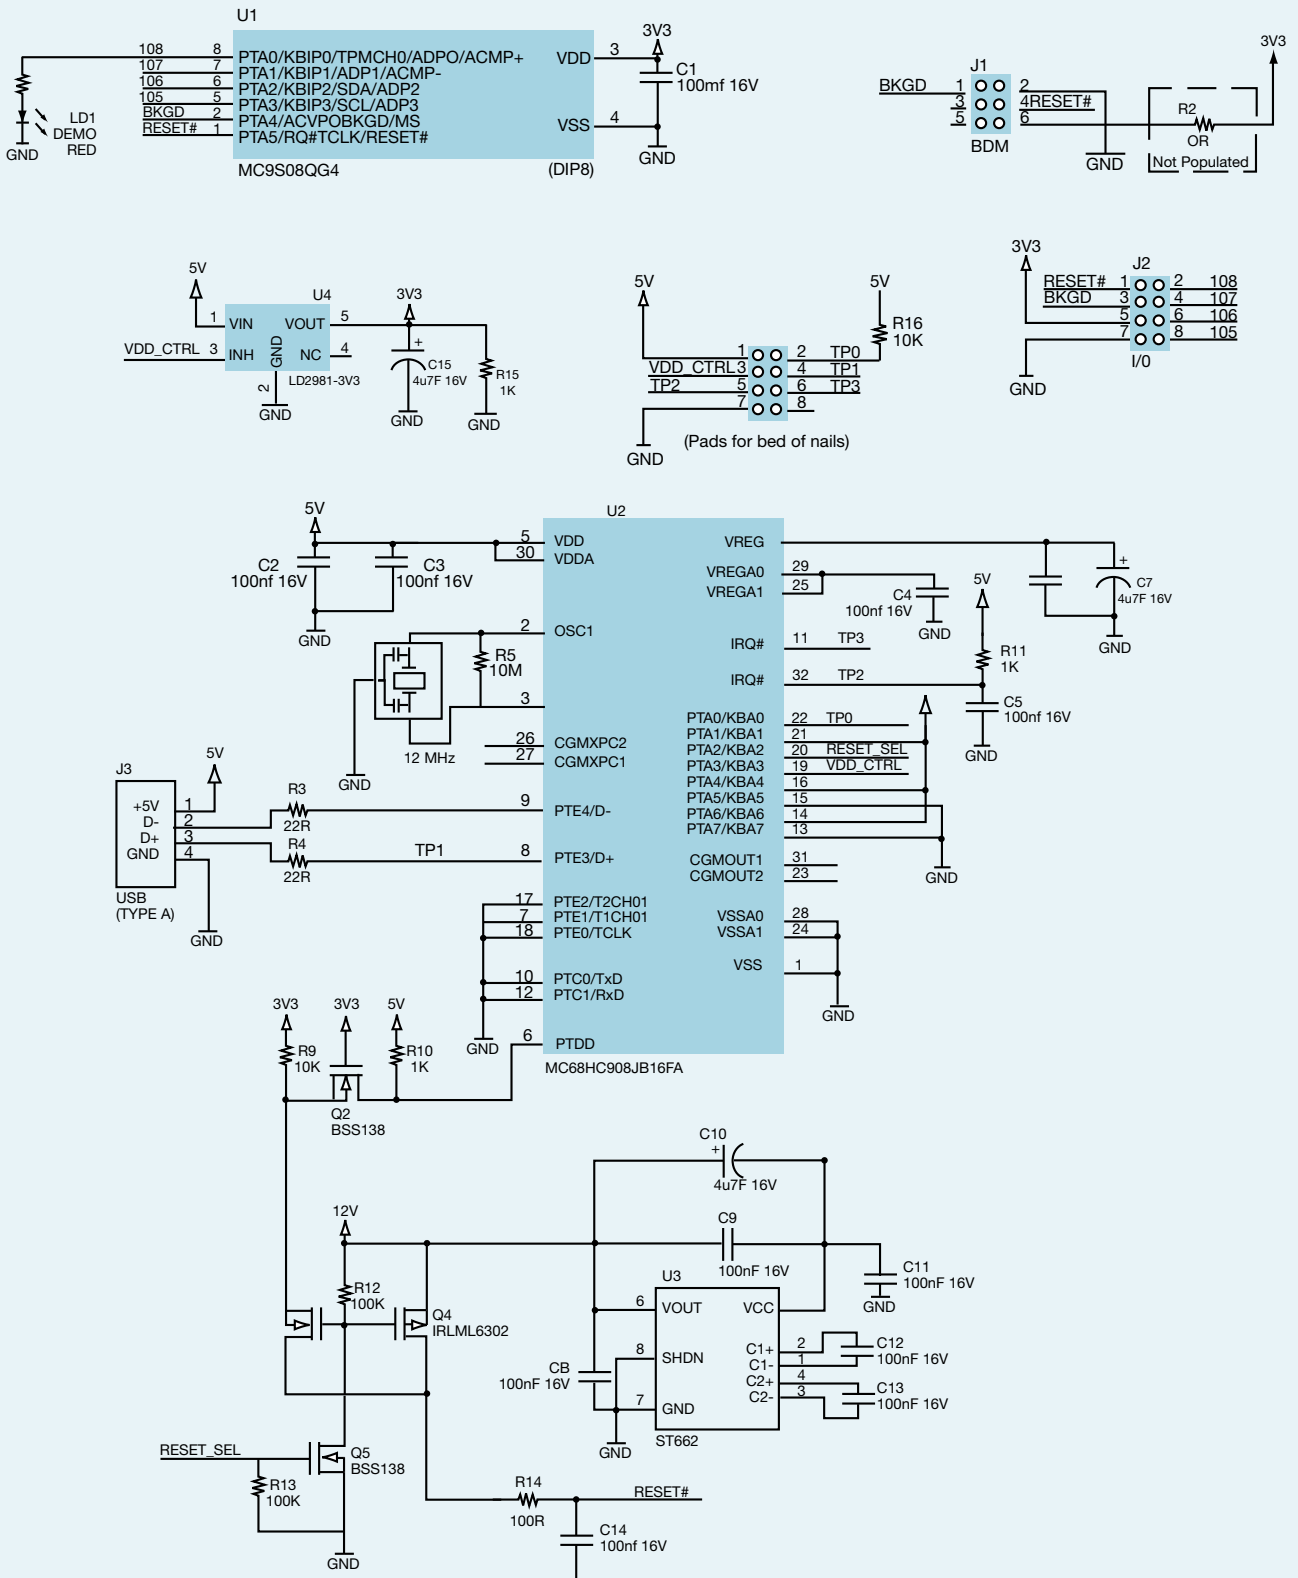 U1
108 8 PTA0/KBIP0/TPMCH0/ADPO/ACMP+
107 7 PTA1/KBIP1/ADP1/ACMP-
106 6 PTA2/KBIP2/SDA/ADP2
105 5 PTA3/KBIP3/SCL/ADP3
BKGD 2 PTA4/ACVPOBKGD/MS
RESET# 1 PTA5/RQ#TCLK/RESET#
VDD 3
VSS 4
MC9S08QG4
(DIP8)
LD1
DEMO
RED
GND
3V3
C1
100mf 16V
GND
J1
BKGD 1 2
3 4 RESET#
5 6
BDM
GND
3V3
R2
OR
Not Populated
5V
U4
1 VIN VOUT 5
VDD_CTRL 3 INH NC 4
GND
2
LD2981-3V3
GND
3V3
+
C15
4u7F 16V
GND
R15
1K
GND
5V
5V
R16
10K
1 2 TP0
VDD_CTRL 3 4 TP1
TP2 5 6 TP3
7 8
GND
(Pads for bed of nails)
3V3
J2
RESET# 1 2 108
BKGD 3 4 107
5 6 106
7 8 105
I/0
GND
U2
5V
C2
100nf 16V
C3
100nf 16V
GND
5 VDD
30 VDDA
2 OSC1
3
R5
10M
12 MHz
GND
26 CGMXPC2
27 CGMXPC1
9 PTE4/D-
8 PTE3/D+
17 PTE2/T2CH01
7 PTE1/T1CH01
18 PTE0/TCLK
10 PTC0/TxD
12 PTC1/RxD
6 PTDD
GND
VREG
VREGA0 29
VREGA1 25
IRQ# 11 TP3
IRQ# 32 TP2
PTA0/KBA0 22 TP0
PTA1/KBA1 21
PTA2/KBA2 20 RESET_SEL
PTA3/KBA3 19 VDD_CTRL
PTA4/KBA4 16
PTA5/KBA5 15
PTA6/KBA6 14
PTA7/KBA7 13
CGMOUT1 31
CGMOUT2 23
VSSA0 28
VSSA1 24
VSS 1
MC68HC908JB16FA
C4
100nf 16V
GND
+
C7
4u7F 16V
GND
5V
R11
1K
C5
100nf 16V
GND
GND
GND
J3
5V
+5V 1
D- 2
D+ 3
GND 4
USB
(TYPE A)
GND
R3
22R
R4
22R
TP1
3V3
3V3
5V
R9
10K
R10
1K
Q2
BSS138
12V
R12
100K
Q4
IRLML6302
RESET_SEL
R13
100K
Q5
BSS138
GND
R14
100R
RESET#
C14
100nf 16V
C10
+
4u7F 16V
C9
100nF 16V
U3
6 VOUT VCC
8 SHDN
7 GND
C1+ 2
C1- 1
C2+ 4
C2- 3
ST662
CB
100nF 16V
GND
C11
100nF 16V
GND
C12
100nF 16V
C13
100nF 16V